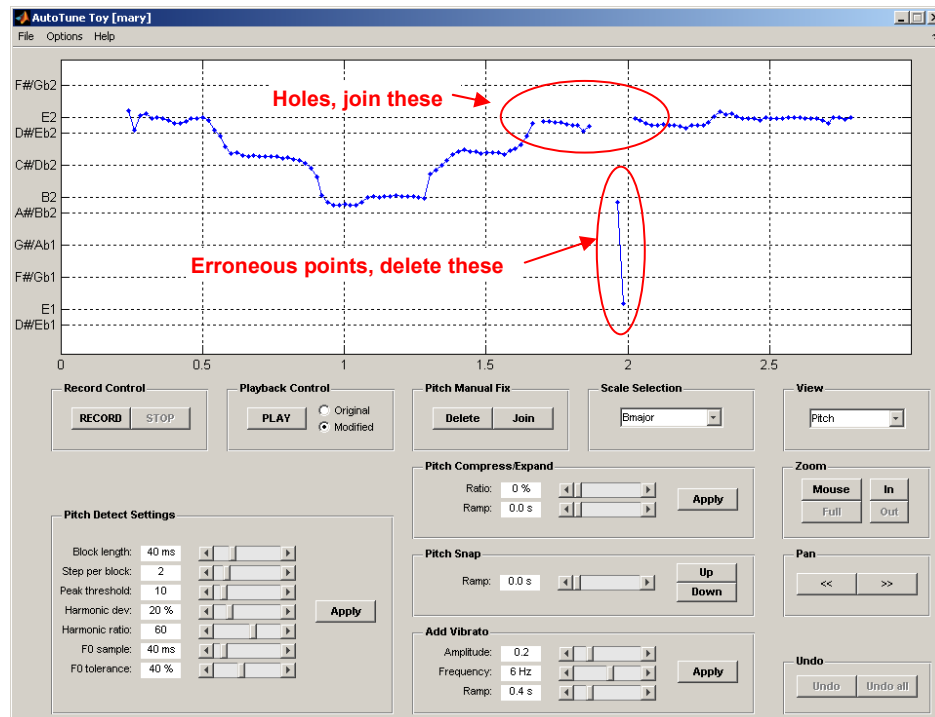 AutoTune Toy [mary]
File Options Help
F#/Gb2
Holes, join these
E2
D#/Eb2
C#/Db2
B2
A#/Bb2
G#/Ab1
Erroneous points, delete these
F#/Gb1
E1
D#/Eb1
0 0.5 1 1.5 2 2.5
Record Control
RECORD STOP
Playback Control
PLAY Original
Modified
Pitch Manual Fix
Delete Join
Scale Selection
Bmajor
View
Pitch
Pitch Compress/Expand
Ratio: 0 %
Ramp: 0.0 s
Apply
Zoom
Mouse In
Full Out
Pitch Detect Settings
Block length: 40 ms
Step per block: 2
Peak threshold: 10
Harmonic dev: 20 %
Harmonic ratio: 60
F0 sample: 40 ms
F0 tolerance: 40 %
Apply
Pitch Snap
Ramp: 0.0 s
Up
Down
Pan
<< >>
Add Vibrato
Amplitude: 0.2
Frequency: 6 Hz
Ramp: 0.4 s
Apply
Undo
Undo Undo all